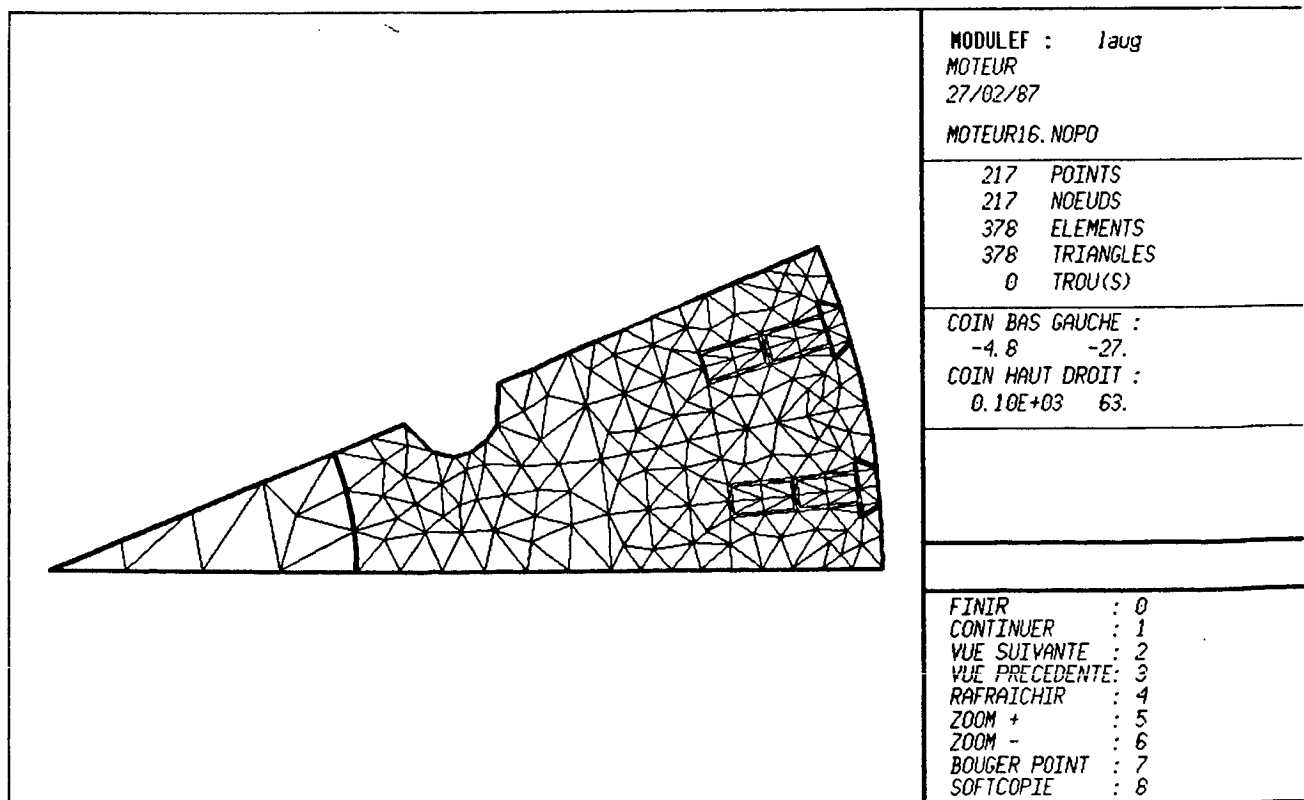 MODULEF : laug
MOTEUR
27/02/87
MOTEUR16.NOPO
217 POINTS
217 NOEUDS
378 ELEMENTS
378 TRIANGLES
0 TROU(S)
COIN BAS GAUCHE :
-4.8 -27.
COIN HAUT DROIT :
0.10E+03 63.
FINIR : 0
CONTINUER : 1
VUE SUIVANTE : 2
VUE PRECEDENTE: 3
RAFRAICHIR : 4
ZOOM + : 5
ZOOM - : 6
BOUGER POINT : 7
SOFTCOPIE : 8